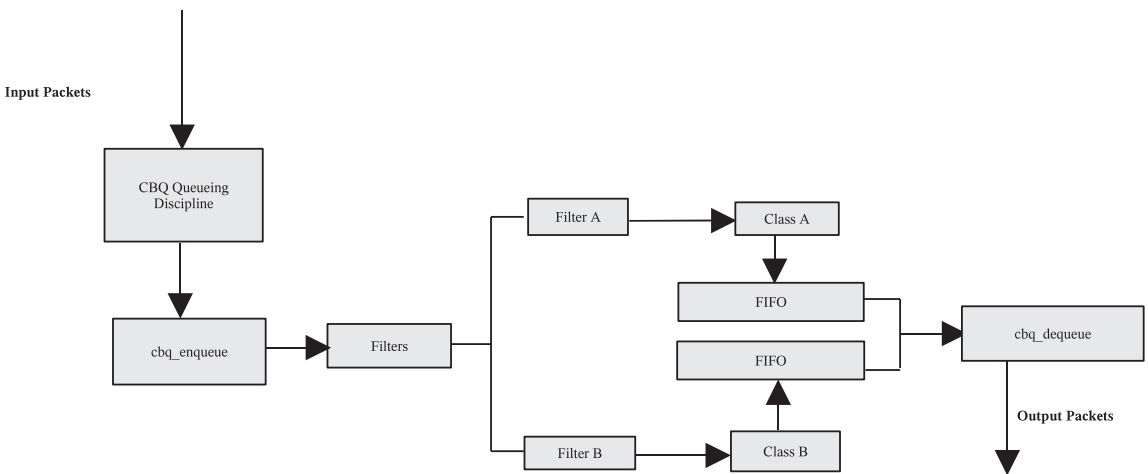 Input Packets
CBQ Queueing
Discipline
cbq_enqueue
Filters
Filter A
Class A
FIFO
FIFO
Filter B
Class B
cbq_dequeue
Output Packets